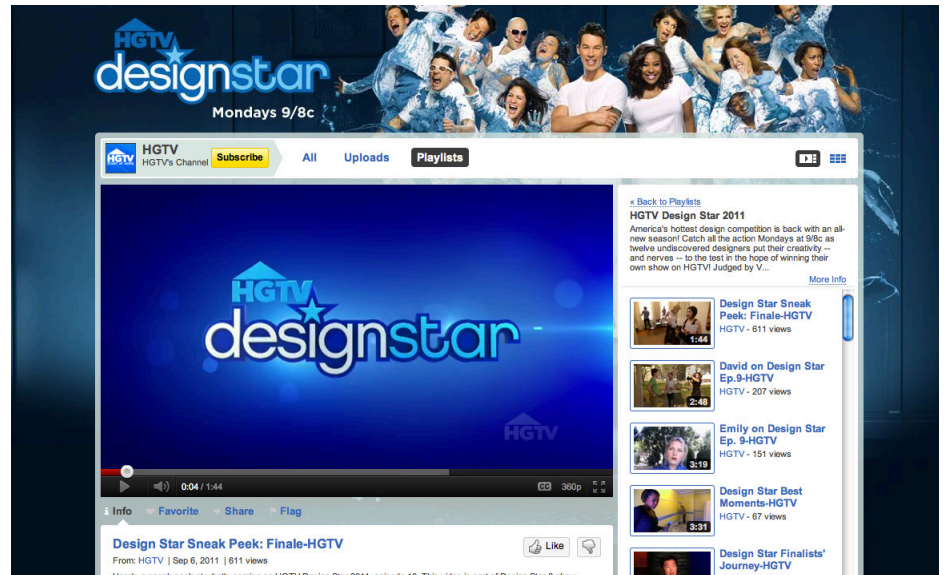 HGTV
designstar
Mondays 9/8c
HGTV
HGTV
HGTV's Channel
Subscribe
All
Uploads
Playlists
HGTV
designstar
HGTV
0:04 / 1:44
CC
360p
« Back to Playlists
HGTV Design Star 2011
America's hottest design competition is back with an all-
new season! Catch all the action Mondays at 9/8c as
twelve undiscovered designers put their creativity --
and nerves -- to the test in the hope of winning their
own show on HGTV! Judged by V...
More Info
1:44
Design Star Sneak
Peek: Finale-HGTV
HGTV - 611 views
2:48
David on Design Star
Ep.9-HGTV
HGTV - 207 views
3:19
Emily on Design Star
Ep. 9-HGTV
HGTV - 151 views
3:31
Design Star Best
Moments-HGTV
HGTV - 67 views
Design Star Finalists'
Journey-HGTV
Info
Favorite
Share
Flag
Design Star Sneak Peek: Finale-HGTV
Like
From: HGTV | Sep 6, 2011 | 611 views